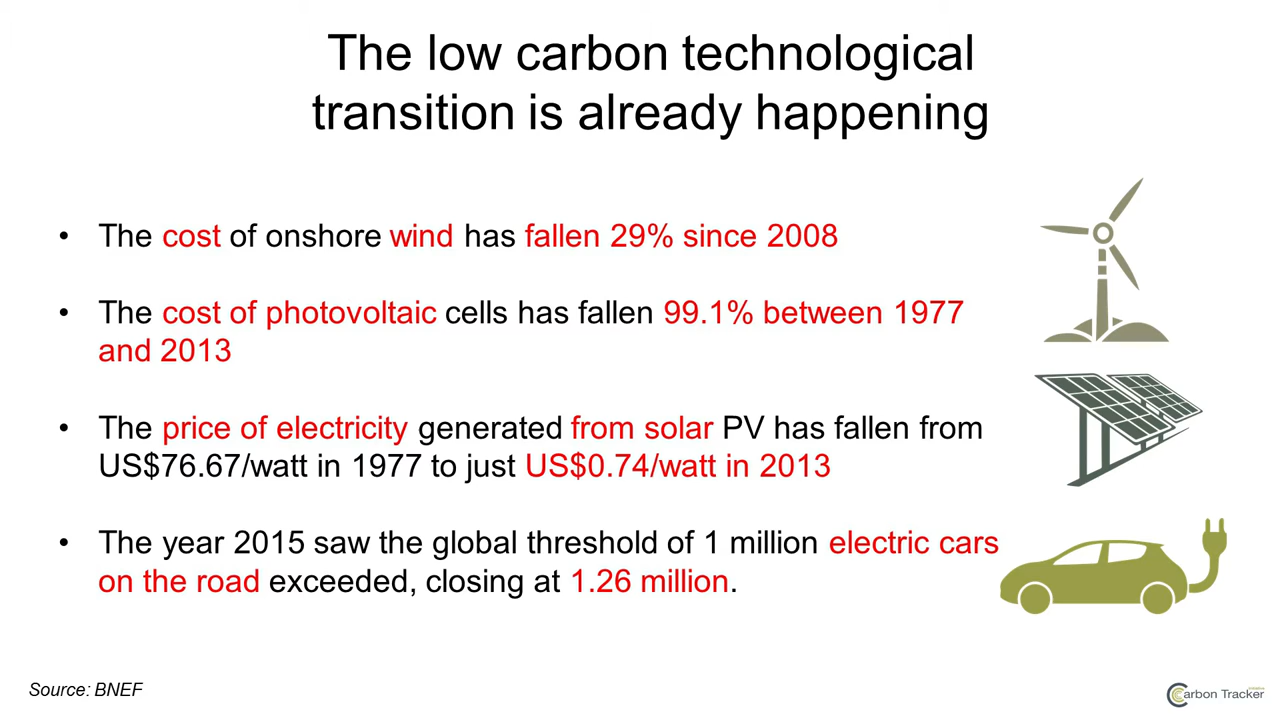 The low carbon technological
transition is already happening
• The cost of onshore wind has fallen 29% since 2008
• The cost of photovoltaic cells has fallen 99.1% between 1977
and 2013
• The price of electricity generated from solar PV has fallen from
US$76.67/watt in 1977 to just US$0.74/watt in 2013
• The year 2015 saw the global threshold of 1 million electric cars
on the road exceeded, closing at 1.26 million.
Source: BNEF
Carbon Tracker